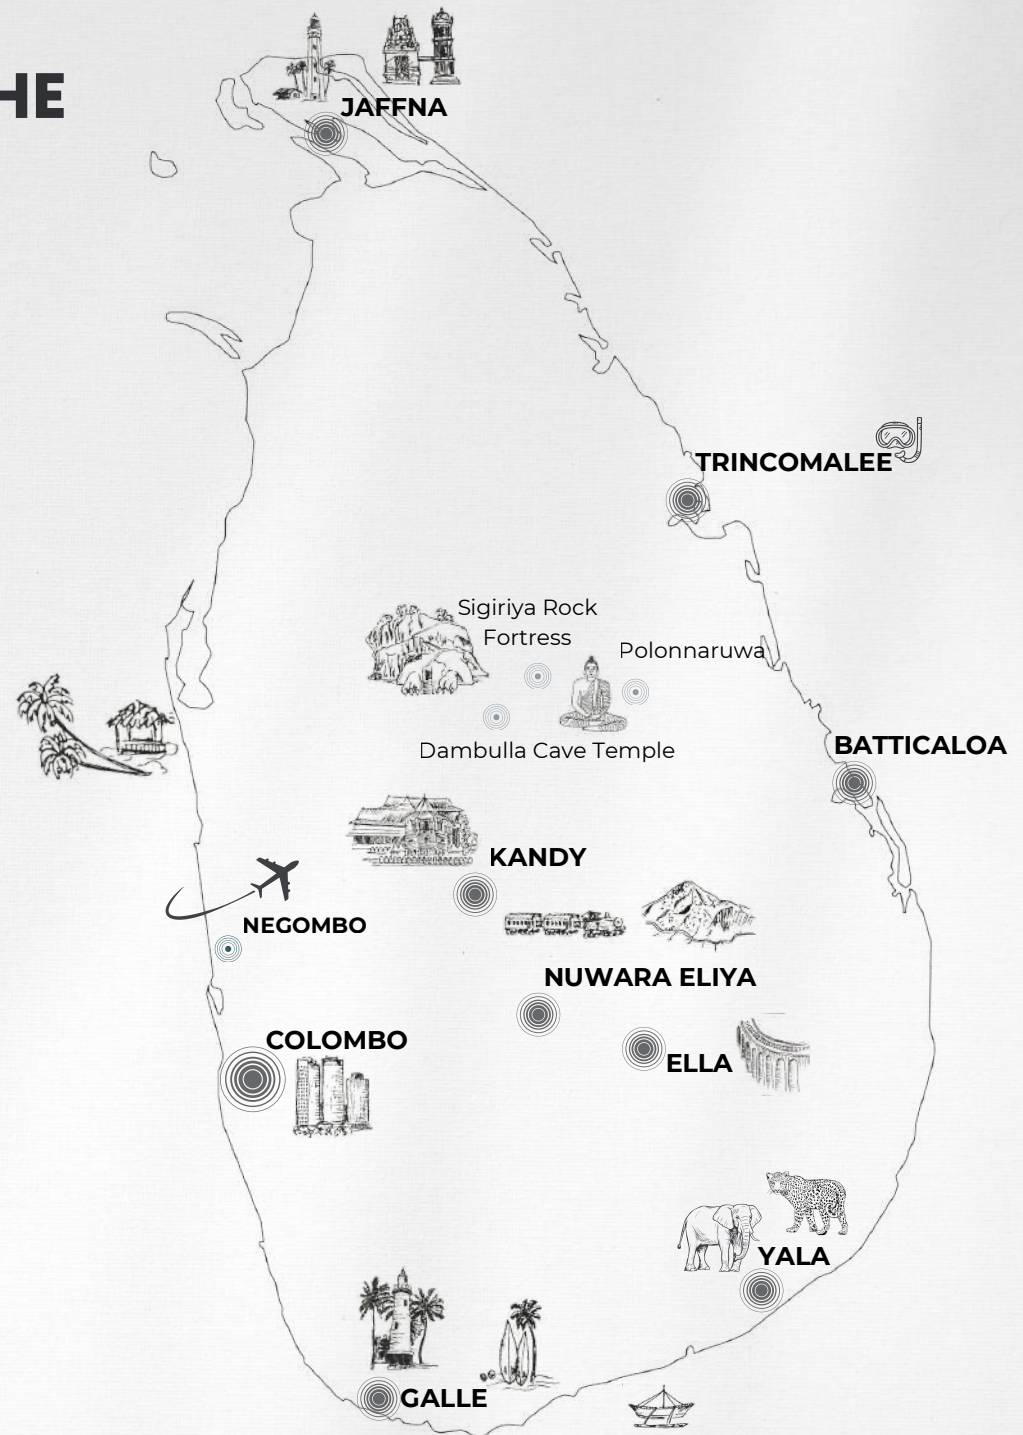 HE
JAFFNA
TRINCOMALEE
Sigiriya Rock
Fortress
Polonnaruwa
BATTICALOA
Dambulla Cave Temple
KANDY
NEGOMBO
NUWARA ELIYA
COLOMBO
ELLA
YALA
GALLE